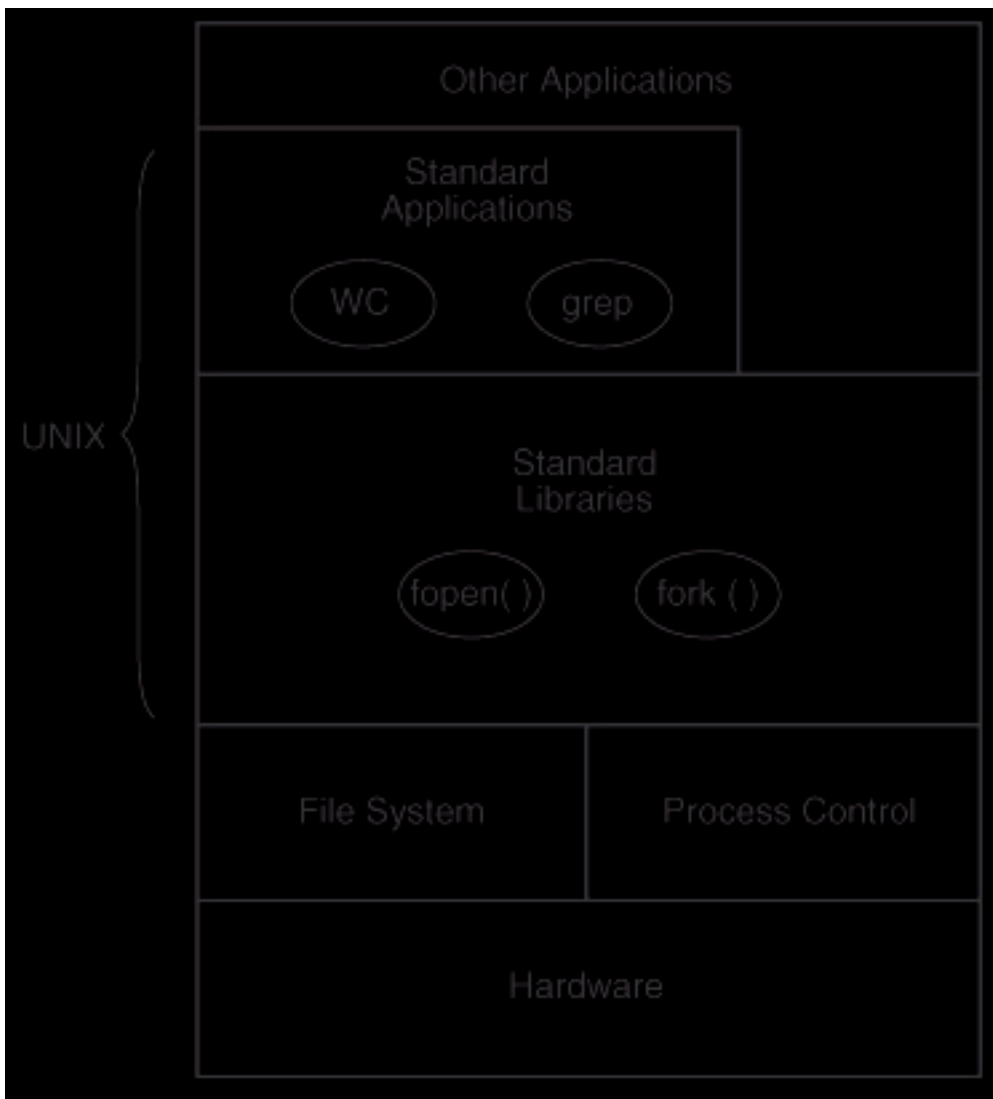 Other Applications
Standard
Applications
WC
grep
UNIX
Standard
Libraries
fopen( )
fork ( )
File System
Process Control
Hardware